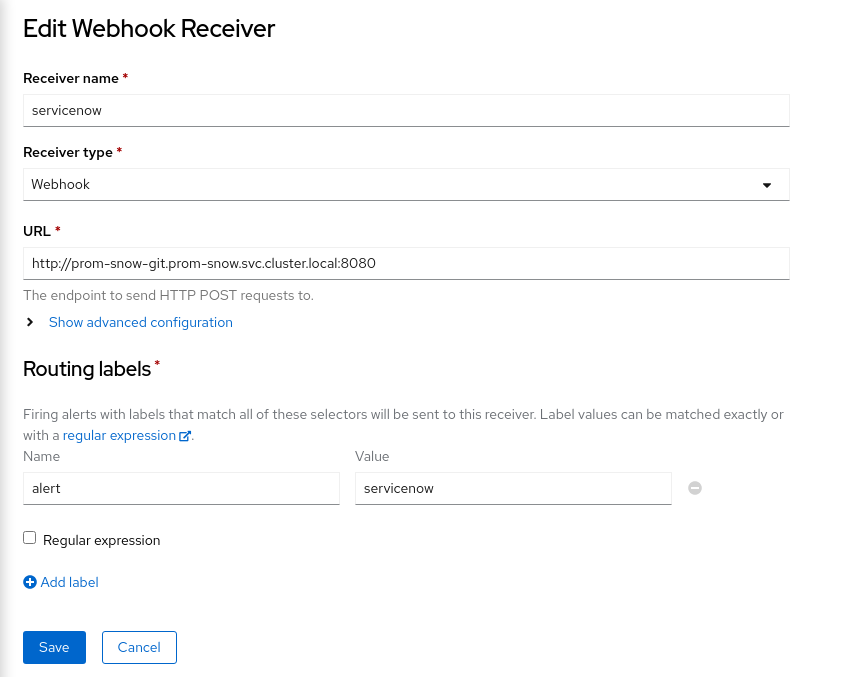 Edit Webhook Receiver
Receiver name *
servicenow
Receiver type *
Webhook
URL *
http://prom-snow-git.prom-snow.svc.cluster.local:8080
The endpoint to send HTTP POST requests to.
Show advanced configuration
Routing labels *
Firing alerts with labels that match all of these selectors will be sent to this receiver. Label values can be matched exactly or
with a regular expression.
Name Value
alert servicenow
Regular expression
Add label
Save Cancel